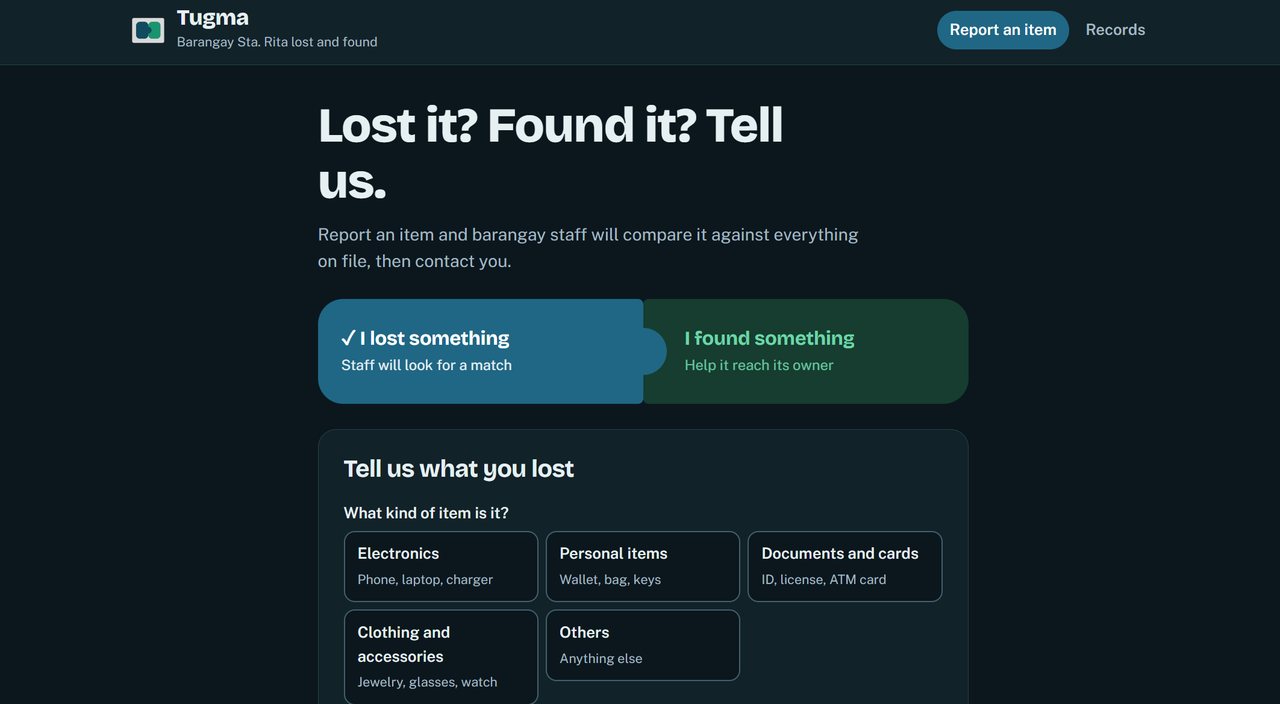 Tugma
Barangay Sta. Rita lost and found
Report an item
Records
Lost it? Found it? Tell
us.
Report an item and barangay staff will compare it against everything
on file, then contact you.
✓ I lost something
Staff will look for a match
I found something
Help it reach its owner
Tell us what you lost
What kind of item is it?
Electronics
Phone, laptop, charger
Personal items
Wallet, bag, keys
Documents and cards
ID, license, ATM card
Clothing and
accessories
Jewelry, glasses, watch
Others
Anything else